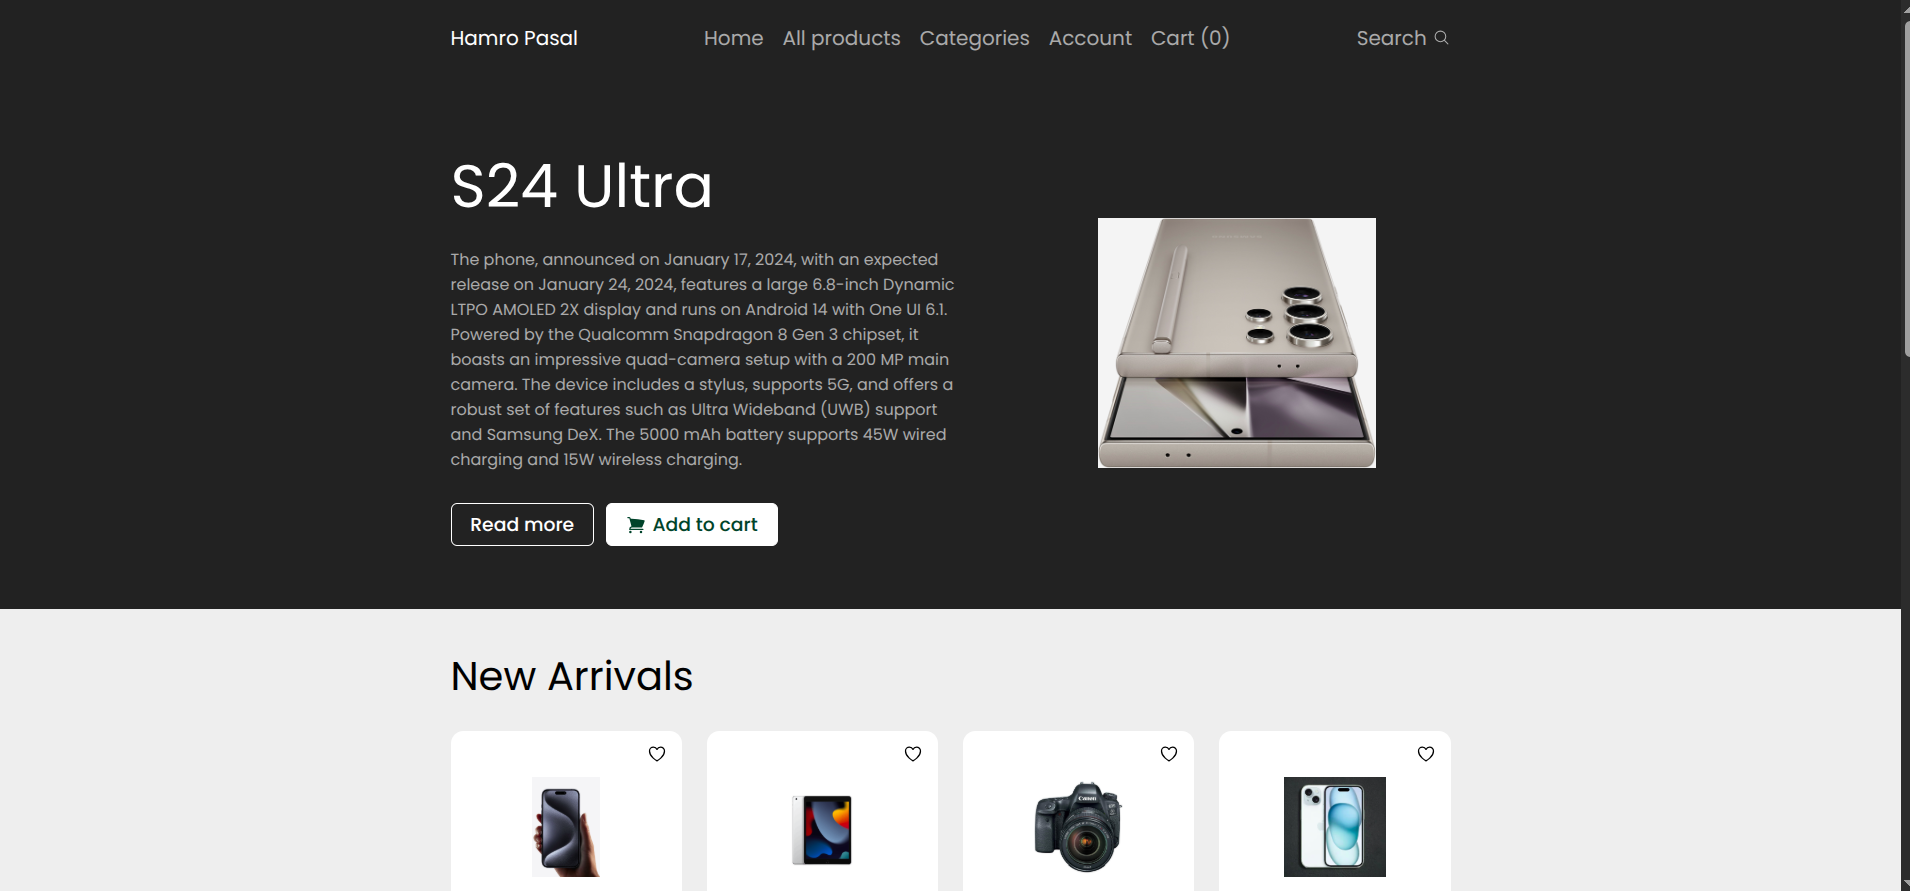 Hamro Pasal
Home All products Categories Account Cart (0)
Search
S24 Ultra
The phone, announced on January 17, 2024, with an expected
release on January 24, 2024, features a large 6.8-inch Dynamic
LTPO AMOLED 2X display and runs on Android 14 with One UI 6.1.
Powered by the Qualcomm Snapdragon 8 Gen 3 chipset, it
boasts an impressive quad-camera setup with a 200 MP main
camera. The device includes a stylus, supports 5G, and offers a
robust set of features such as Ultra Wideband (UWB) support
and Samsung DeX. The 5000 mAh battery supports 45W wired
charging and 15W wireless charging.
Read more
Add to cart
New Arrivals
Canon